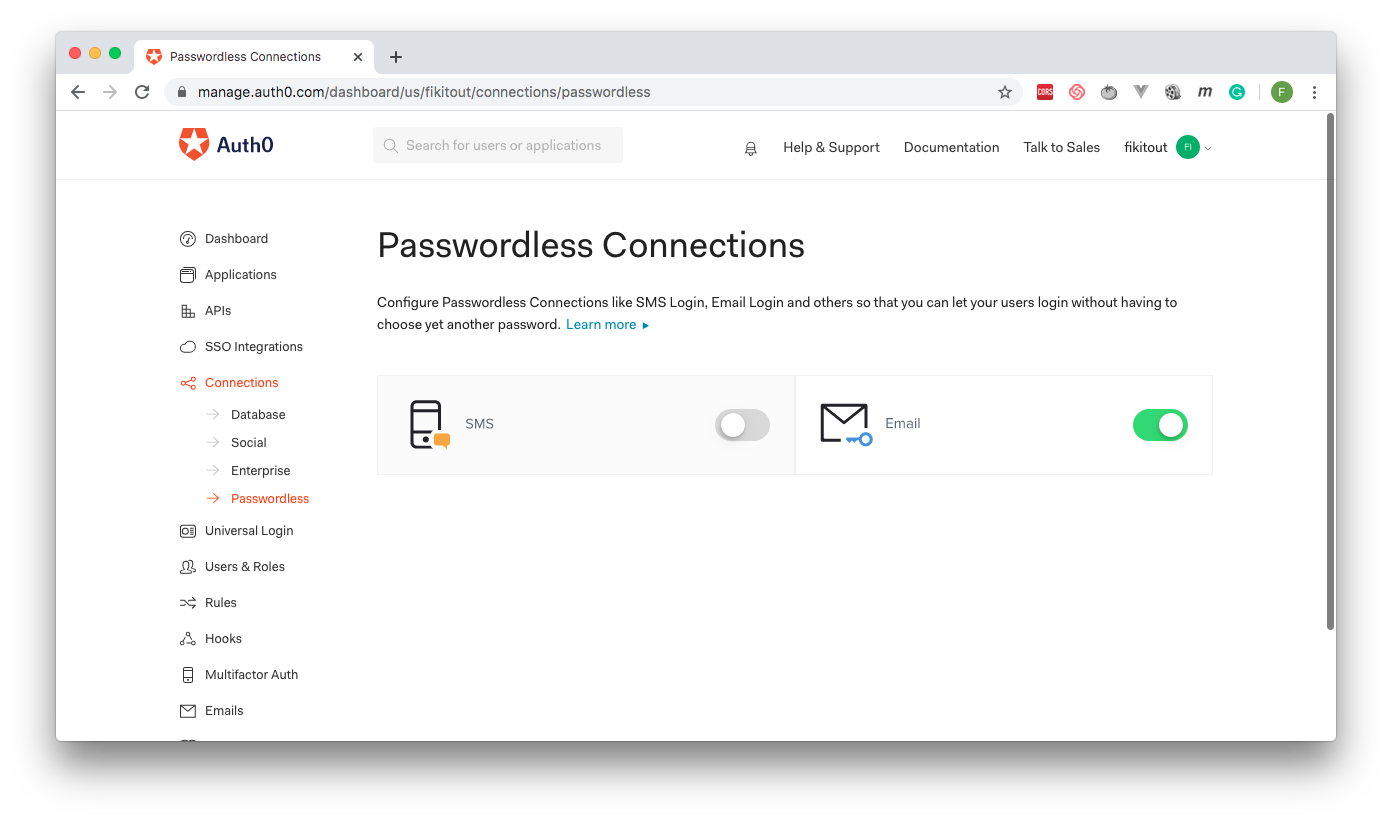 Passwordless Connections
manage.auth0.com/dashboard/us/fikitout/connections/passwordless
CORS
m
G
F
Auth0
Search for users or applications
Help & Support
Documentation
Talk to Sales
fikitout
FI
Dashboard
Applications
APIs
SSO Integrations
Connections
Database
Social
Enterprise
Passwordless
Universal Login
Users & Roles
Rules
Hooks
Multifactor Auth
Emails
Passwordless Connections
Configure Passwordless Connections like SMS Login, Email Login and others so that you can let your users login without having to
choose yet another password. Learn more
SMS
Email